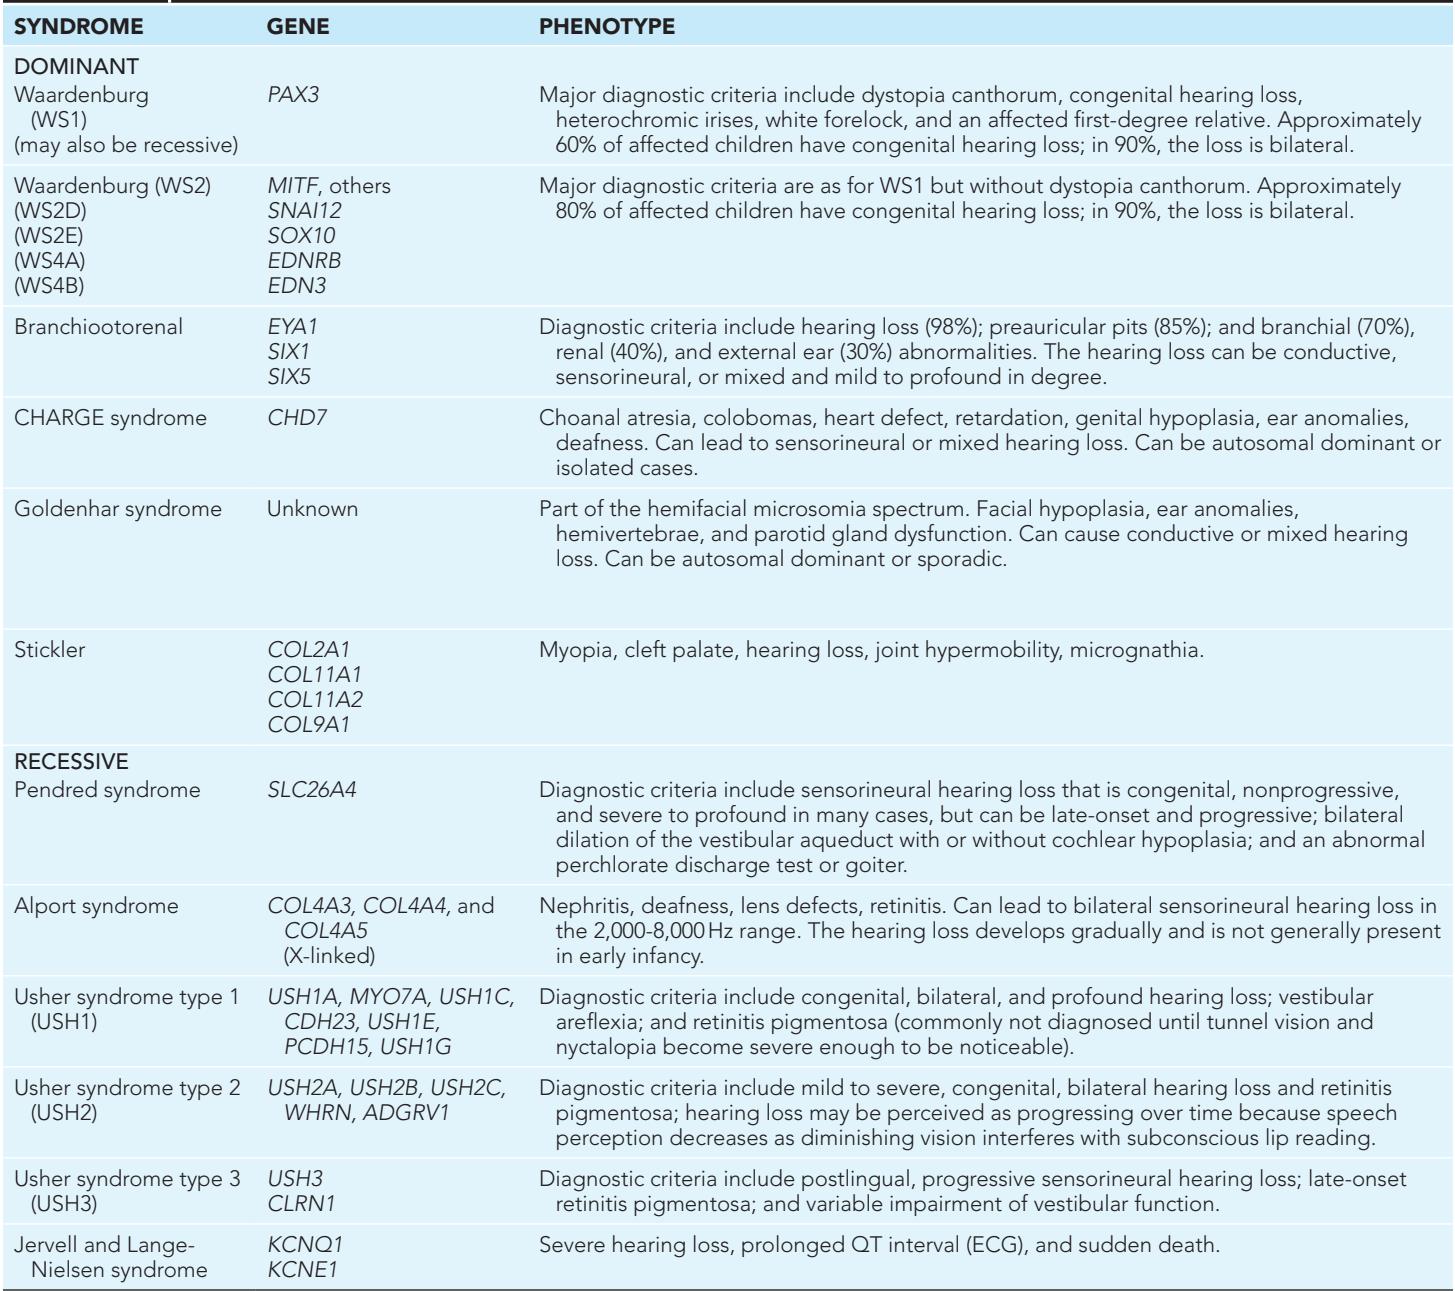 SYNDROME GENE PHENOTYPE
DOMINANT
Waardenburg PAX3 Major diagnostic criteria include dystopia canthorum, congenital hearing loss,
(WS1) heterochromic irises, white forelock, and an affected first-degree relative. Approximately
(may also be recessive) 60% of affected children have congenital hearing loss; in 90%, the loss is bilateral.
Waardenburg (WS2) MITF, others Major diagnostic criteria are as for WS1 but without dystopia canthorum. Approximately
(WS2D) SNAI12 80% of affected children have congenital hearing loss; in 90%, the loss is bilateral.
(WS2E) SOX10
(WS4A) EDNRB
(WS4B) EDN3
Branchiootorenal EYA1 Diagnostic criteria include hearing loss (98%); preauricular pits (85%); and branchial (70%),
SIX1 renal (40%), and external ear (30%) abnormalities. The hearing loss can be conductive,
SIX5 sensorineural, or mixed and mild to profound in degree.
CHARGE syndrome CHD7 Choanal atresia, colobomas, heart defect, retardation, genital hypoplasia, ear anomalies,
deafness. Can lead to sensorineural or mixed hearing loss. Can be autosomal dominant or
isolated cases.
Goldenhar syndrome Unknown Part of the hemifacial microsomia spectrum. Facial hypoplasia, ear anomalies,
hemivertebrae, and parotid gland dysfunction. Can cause conductive or mixed hearing
loss. Can be autosomal dominant or sporadic.
Stickler COL2A1 Myopia, cleft palate, hearing loss, joint hypermobility, micrognathia.
COL11A1
COL11A2
COL9A1
RECESSIVE
Pendred syndrome SLC26A4 Diagnostic criteria include sensorineural hearing loss that is congenital, nonprogressive,
and severe to profound in many cases, but can be late-onset and progressive; bilateral
dilation of the vestibular aqueduct with or without cochlear hypoplasia; and an abnormal
perchlorate discharge test or goiter.
Alport syndrome COL4A3, COL4A4, and Nephritis, deafness, lens defects, retinitis. Can lead to bilateral sensorineural hearing loss in
COL4A5 the 2,000-8,000 Hz range. The hearing loss develops gradually and is not generally present
(X-linked) in early infancy.
Usher syndrome type 1 USH1A, MYO7A, USH1C, Diagnostic criteria include congenital, bilateral, and profound hearing loss; vestibular
(USH1) CDH23, USH1E, areflexia; and retinitis pigmentosa (commonly not diagnosed until tunnel vision and
PCDH15, USH1G nyctalopia become severe enough to be noticeable).
Usher syndrome type 2 USH2A, USH2B, USH2C, Diagnostic criteria include mild to severe, congenital, bilateral hearing loss and retinitis
(USH2) WHRN, ADGRV1 pigmentosa; hearing loss may be perceived as progressing over time because speech
perception decreases as diminishing vision interferes with subconscious lip reading.
Usher syndrome type 3 USH3 Diagnostic criteria include postlingual, progressive sensorineural hearing loss; late-onset
(USH3) CLRN1 retinitis pigmentosa; and variable impairment of vestibular function.
Jervell and Lange- KCNQ1 Severe hearing loss, prolonged QT interval (ECG), and sudden death.
Nielsen syndrome KCNE1